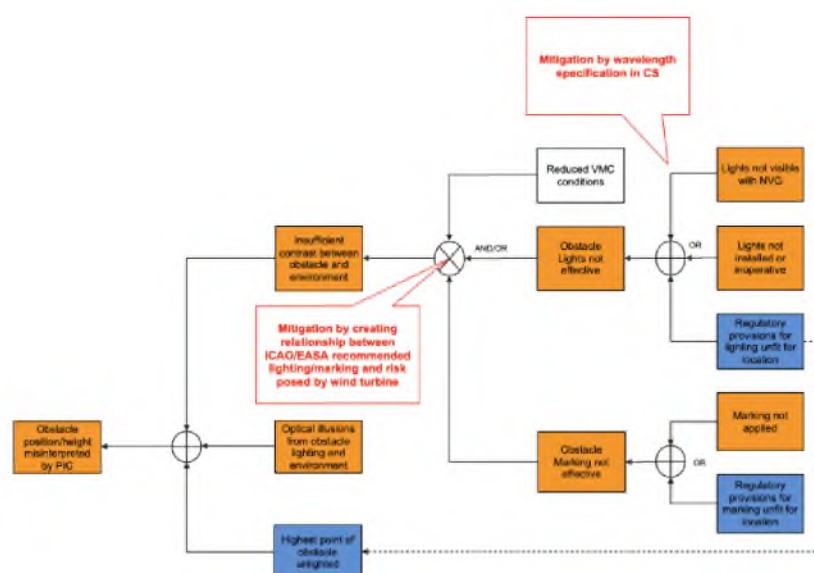 Mitigation by wavelength
specification in CS
Reduced VMC
conditions
Lights not visible
with NVG
Insufficient
contrast between
obstacle and
environment
AND/OR
Obstacle
Lights not
effective
OR
Lights not
installed or
inoperative
Mitigation by creating
relationship between
ICAO/EASA recommended
lighting/marking and risk
posed by wind turbine
Regulatory
provisions for
lighting unfit for
location
Obstacle
position/height
misinterpreted
by PIC
Optical illusions
from obstacle
lighting and
environment
Obstacle
Marking not
effective
Marking not
applied
OR
Regulatory
provisions for
marking unfit for
location
Highest point of
obstacle
unlighted